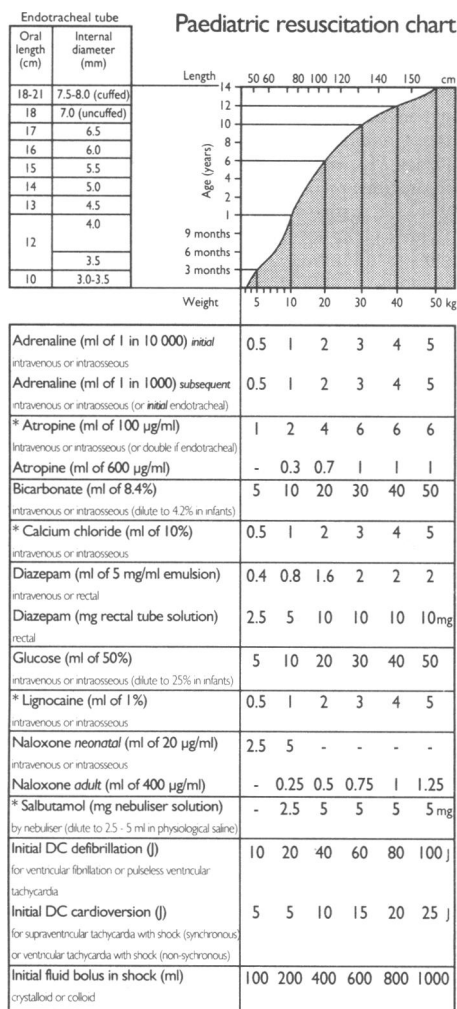 Paediatric resuscitation chart
Endotracheal tube
Oral length (cm) Internal diameter (mm)
18-21 7.5-8.0 (cuffed)
18 7.0 (uncuffed)
17 6.5
16 6.0
15 5.5
14 5.0
13 4.5
12 4.0
3.5
10 3.0-3.5
Length 50 60 80 100 120 140 150 cm
Age (years)
14
12
10
8
6
4
2
1
9 months
6 months
3 months
Weight 5 10 20 30 40 50 kg
Adrenaline (ml of 1 in 10 000) initial 0.5 1 2 3 4 5
intravenous or intraosseous
Adrenaline (ml of 1 in 1000) subsequent 0.5 1 2 3 4 5
intravenous or intraosseous (or initial endotracheal)
* Atropine (ml of 100 µg/ml) 1 2 4 6 6 6
Intravenous or intraosseous (or double if endotracheal)
Atropine (ml of 600 µg/ml) - 0.3 0.7 1 1 1
Bicarbonate (ml of 8.4%) 5 10 20 30 40 50
intravenous or intraosseous (dilute to 4.2% in infants)
* Calcium chloride (ml of 10%) 0.5 1 2 3 4 5
intravenous or intraosseous
Diazepam (ml of 5 mg/ml emulsion) 0.4 0.8 1.6 2 2 2
intravenous or rectal
Diazepam (mg rectal tube solution) 2.5 5 10 10 10 10 mg
rectal
Glucose (ml of 50%) 5 10 20 30 40 50
intravenous or intraosseous (dilute to 25% in infants)
* Lignocaine (ml of 1%) 0.5 1 2 3 4 5
intravenous or intraosseous
Naloxone neonatal (ml of 20 µg/ml) 2.5 5 - - - -
intravenous or intraosseous
Naloxone adult (ml of 400 µg/ml) - 0.25 0.5 0.75 1 1.25
* Salbutamol (mg nebuliser solution) - 2.5 5 5 5 5 mg
by nebuliser (dilute to 2.5 - 5 ml in physiological saline)
Initial DC defibrillation (J) 10 20 40 60 80 100 J
for ventricular fibrillation or pulseless ventricular
tachycardia
Initial DC cardioversion (J) 5 5 10 15 20 25 J
for supraventricular tachycardia with shock (synchronous)
or ventricular tachycardia with shock (non-sychronous)
Initial fluid bolus in shock (ml) 100 200 400 600 800 1000
crystalloid or colloid